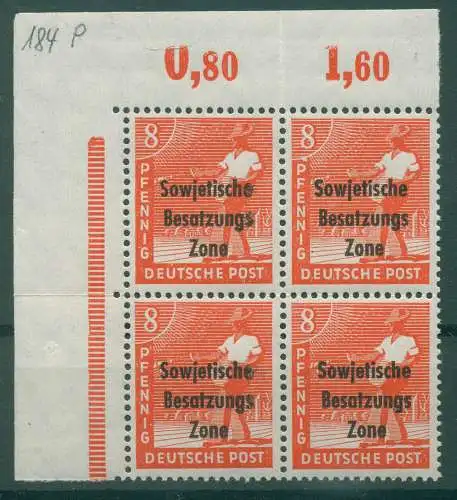 184 P
0,80 1,60
8
PFENNIG
Sowjetische
Besatzungs
Zone
DEUTSCHE POST
8
PFENNIG
Sowjetische
Besatzungs
Zone
DEUTSCHE POST
8
PFENNIG
Sowjetische
Besatzungs
Zone
DEUTSCHE POST
8
PFENNIG
Sowjetische
Besatzungs
Zone
DEUTSCHE POST